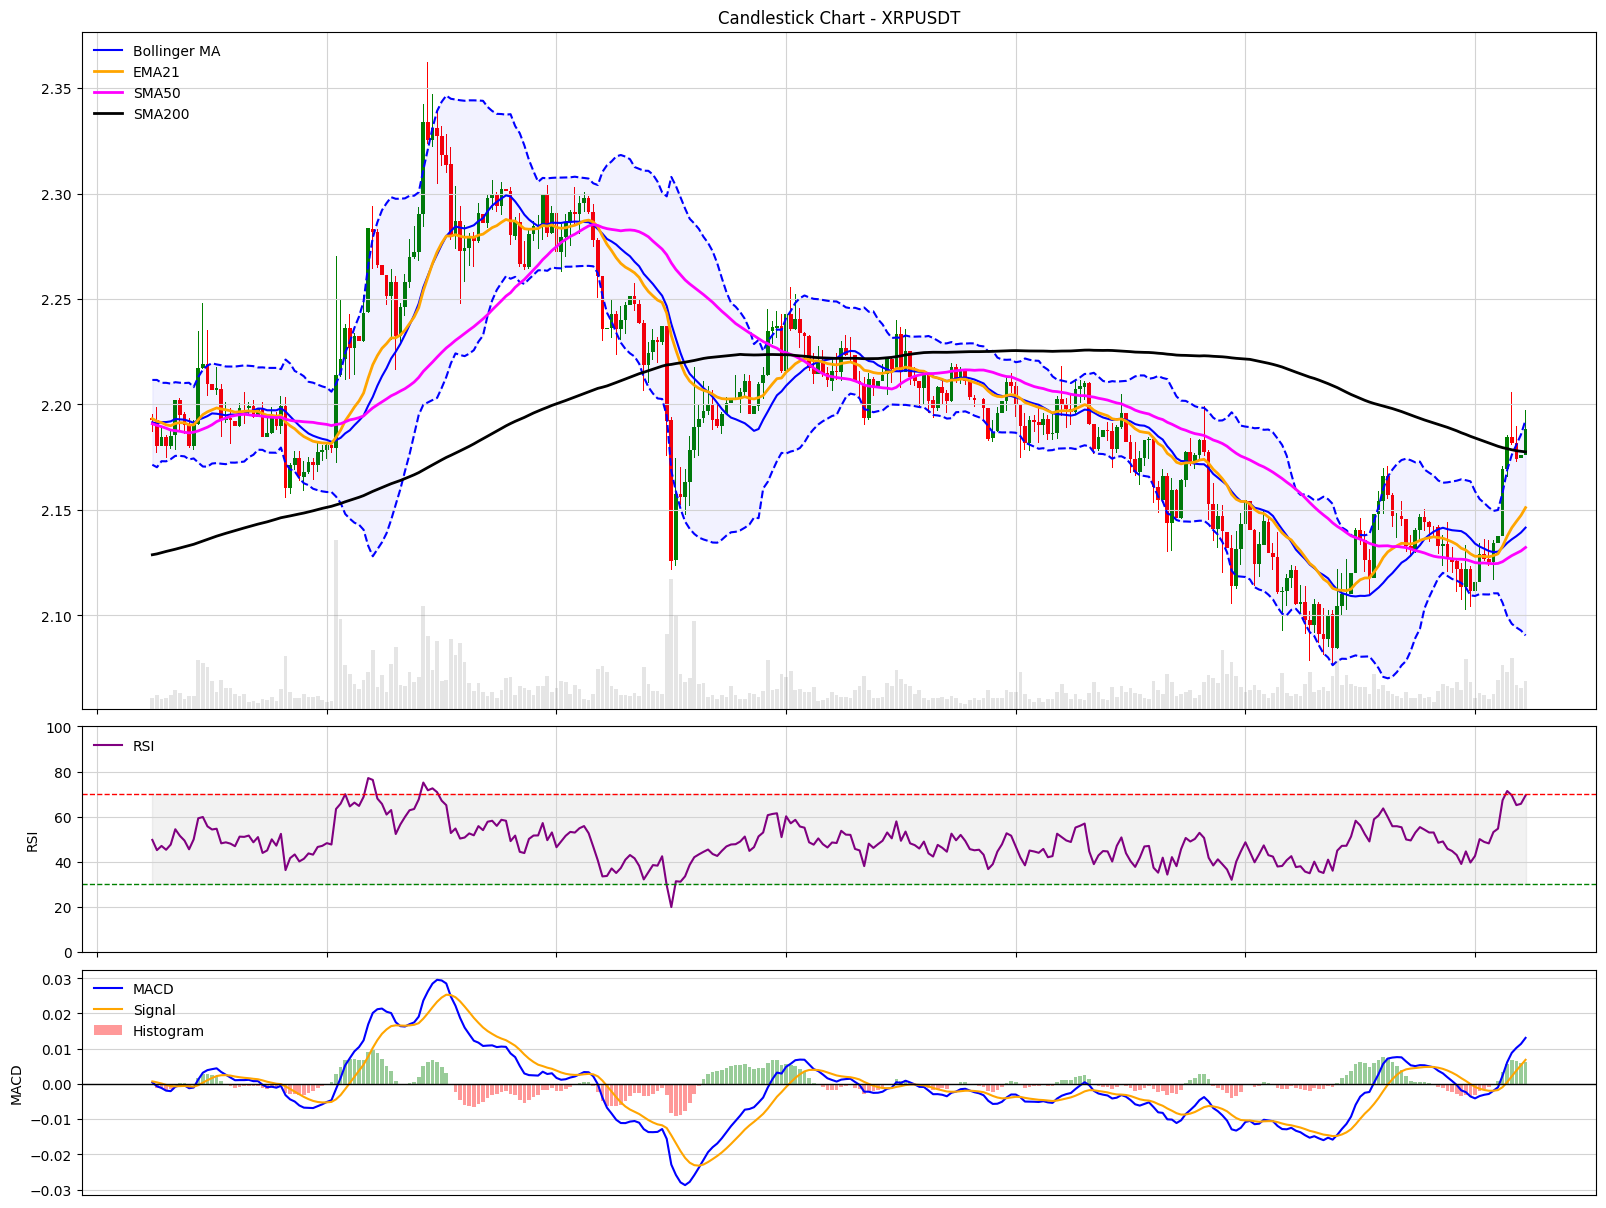 Candlestick Chart - XRPUSDT
Bollinger MA
EMA21
SMA50
SMA200
2.35
2.30
2.25
2.20
2.15
2.10
RSI
100
80
60
40
20
0
RSI
MACD
Signal
Histogram
0.03
0.02
0.01
0.00
−0.01
−0.02
−0.03
MACD